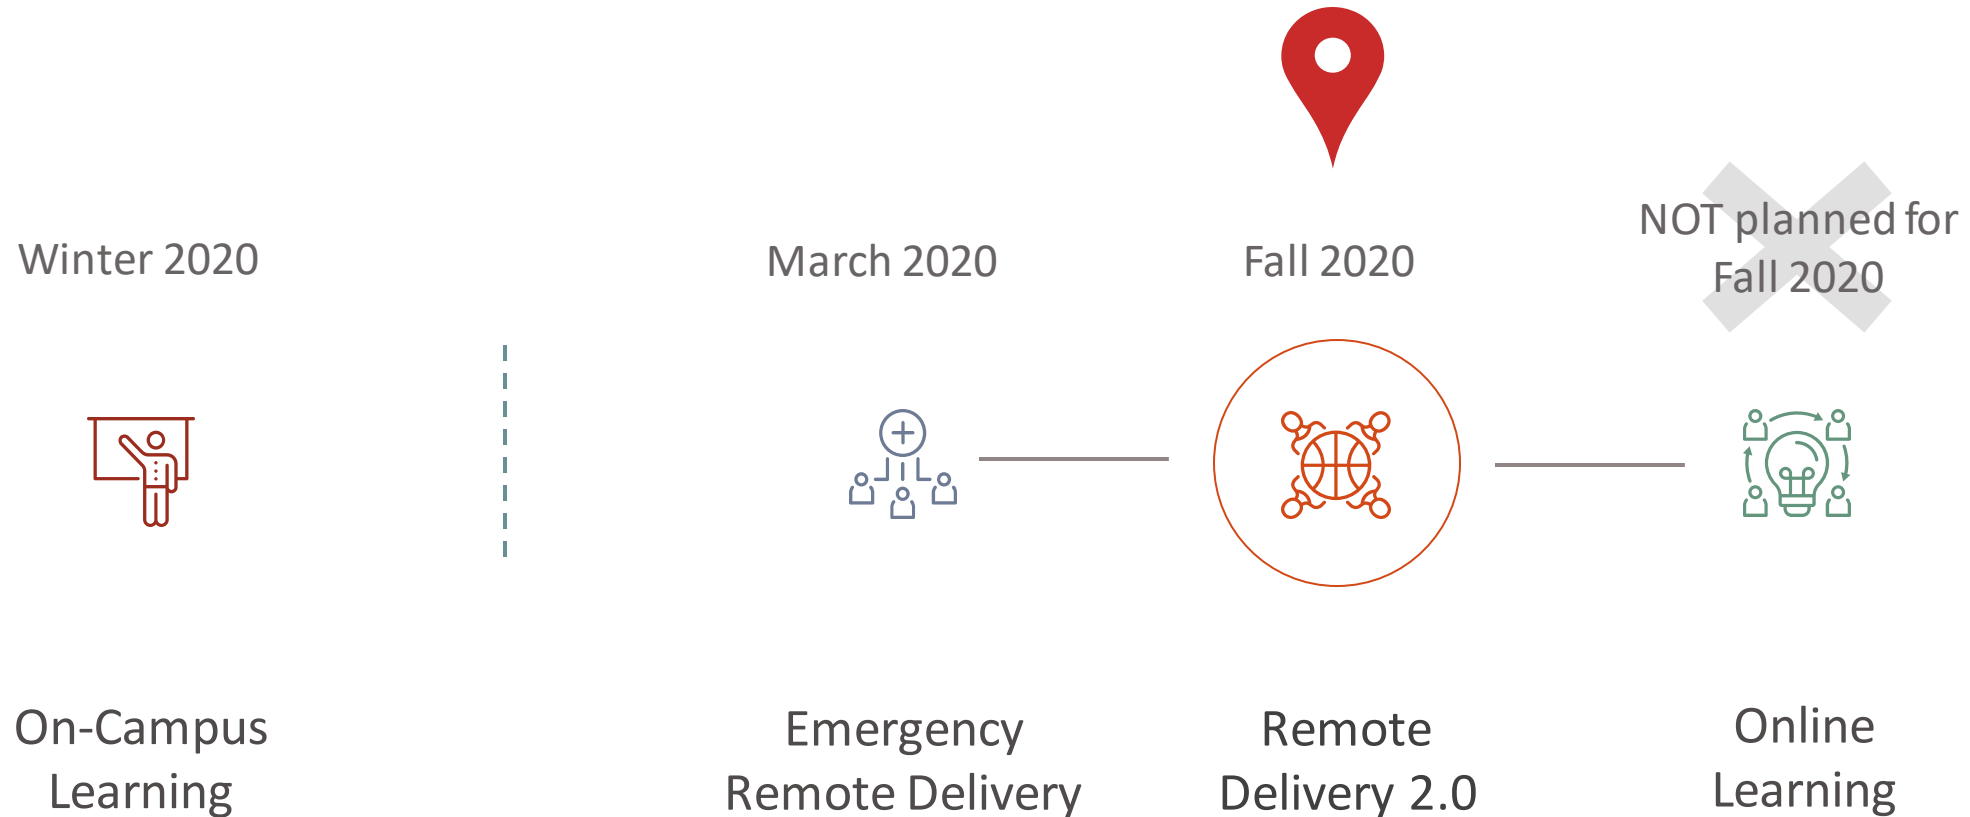 Winter 2020
March 2020
Fall 2020
NOT planned for
Fall 2020
On-Campus
Learning
Emergency
Remote Delivery
Remote
Delivery 2.0
Online
Learning